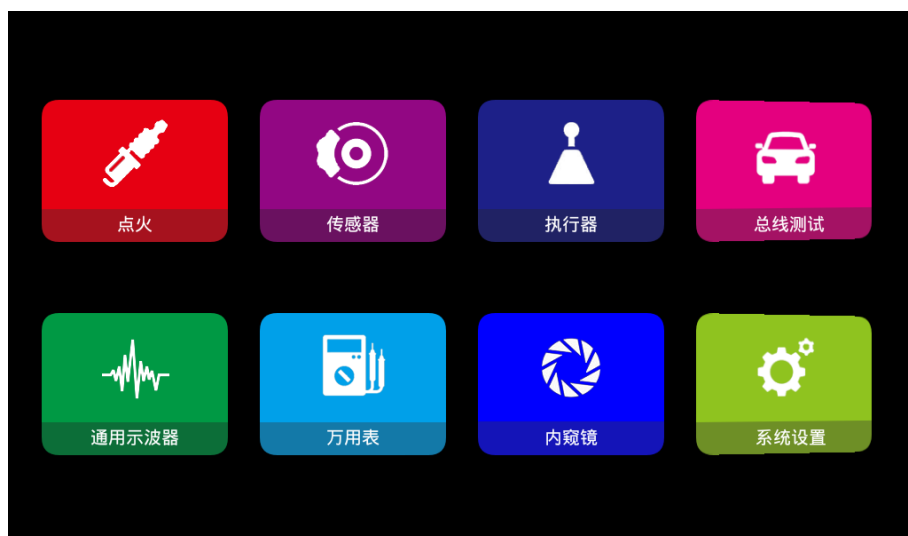 点火
传感器
执行器
总线测试
通用示波器
万用表
内窥镜
系统设置